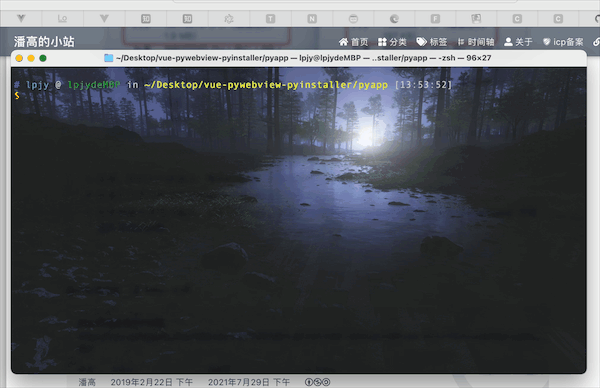 潘高的小站 首页 分类 标签 时间轴 关于 icp备案
~/Desktop/vue-pywebview-pyinstaller/pyapp — lpjy@lpjydeMBP — ..staller/pyapp — -zsh — 96×27
# lpjy @ lpjydeMBP in ~/Desktop/vue-pywebview-pyinstaller/pyapp [13:53:52]
$
潘高 2019年2月22日 下午 2021年7月29日 下午